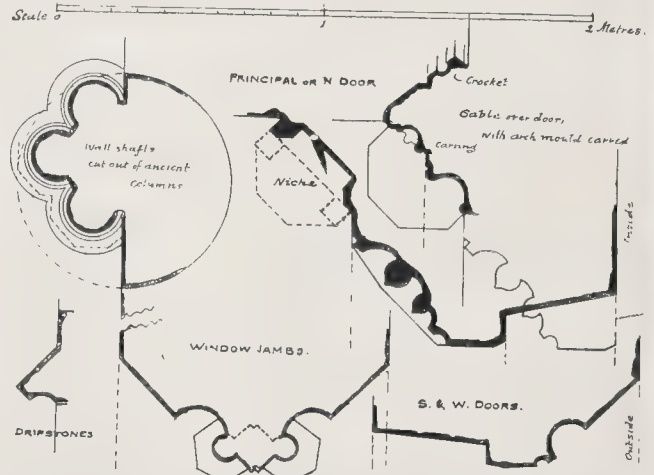 Scale 0
1
2 Metres.
PRINCIPAL or N DOOR
Crocket
Gable over door,
with arch mould carved
carving
Wall shafts
cut out of ancient
columns
Niche
Inside
WINDOW JAMBS.
S. & W. DOORS.
DRIPSTONES
Outside